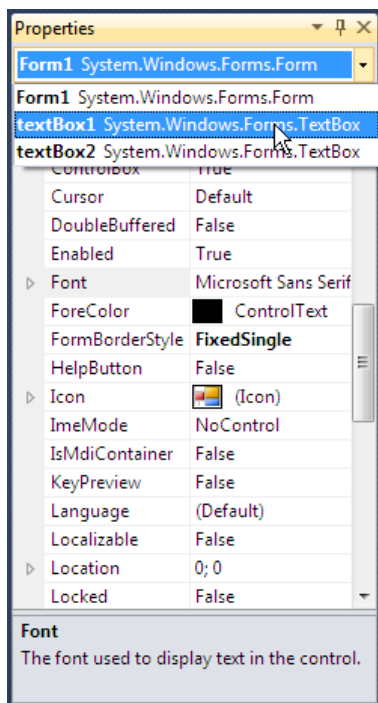 Properties
Form1 System.Windows.Forms.Form
Form1 System.Windows.Forms.Form
textBox1 System.Windows.Forms.TextBox
textBox2 System.Windows.Forms.TextBox
ControlBox True
Cursor Default
DoubleBuffered False
Enabled True
Font Microsoft Sans Serif
ForeColor ControlText
FormBorderStyle FixedSingle
HelpButton False
Icon (Icon)
ImeMode NoControl
IsMdiContainer False
KeyPreview False
Language (Default)
Localizable False
Location 0; 0
Locked False
Font
The font used to display text in the control.